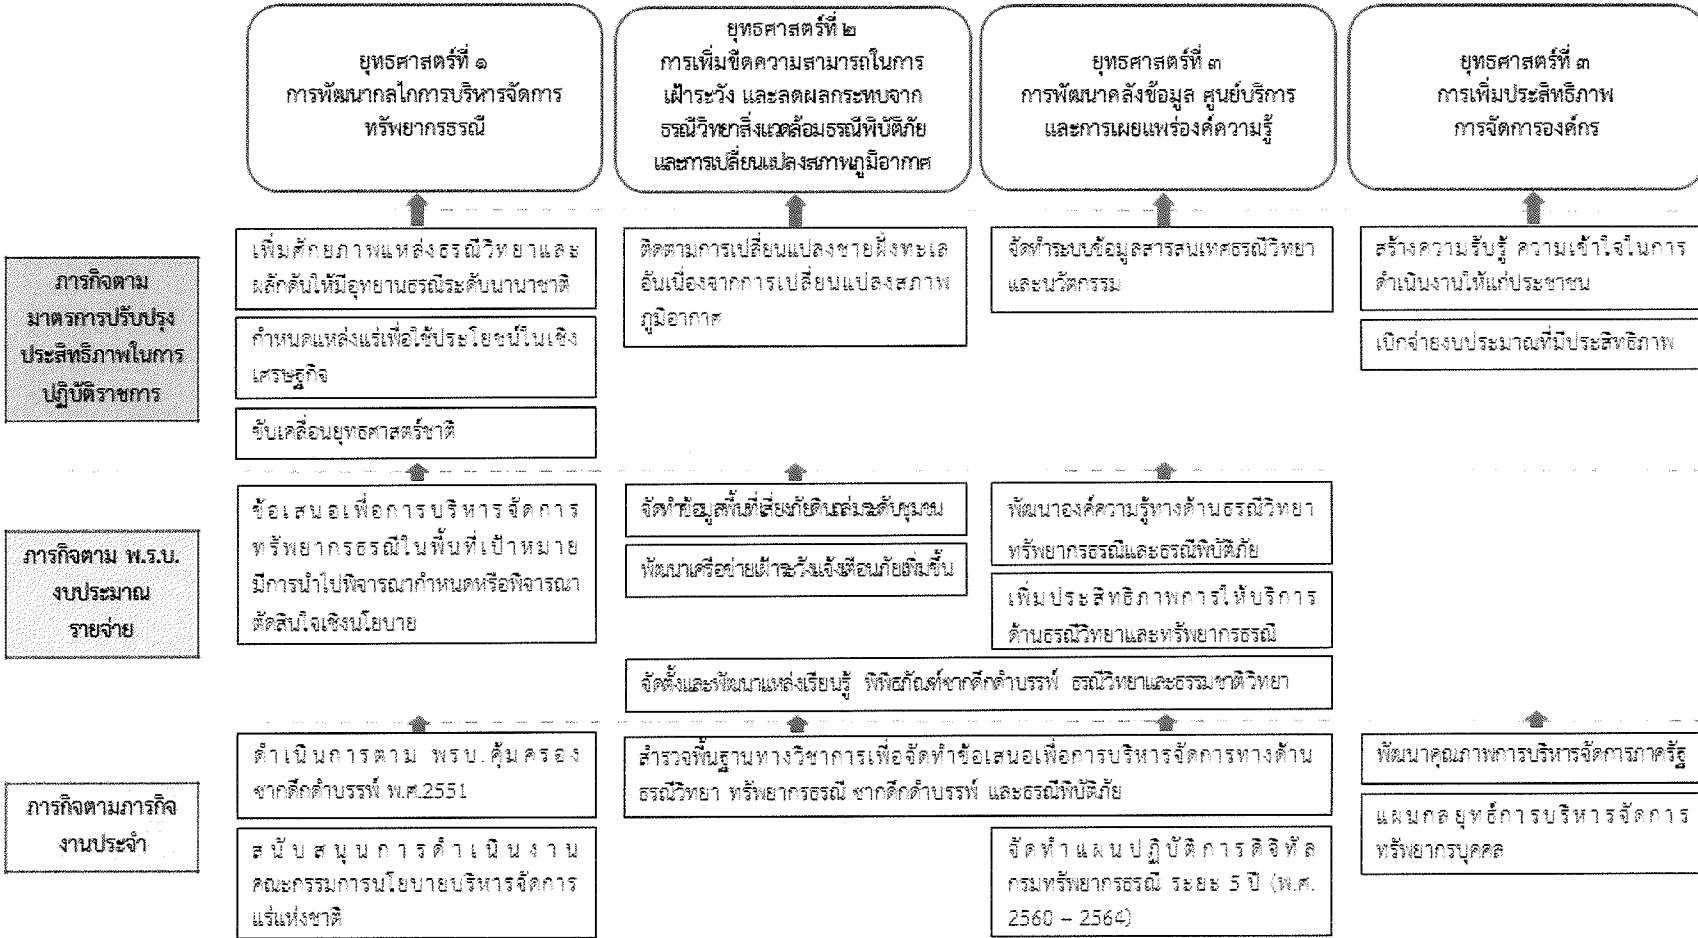 ยุทธศาสตร์ที่ ๑
การพัฒนากลไกการบริหารจัดการ
ทรัพยากรธรณี
ยุทธศาสตร์ที่ ๒
การเพิ่มขีดความสามารถในการ
เฝ้าระวัง และลดผลกระทบจาก
ธรณีวิทยาสิ่งแวดล้อมธรณีพิบัติภัย
และการเปลี่ยนแปลงสภาพภูมิอากาศ
ยุทธศาสตร์ที่ ๓
การพัฒนาคลังข้อมูล ศูนย์บริการ
และการเผยแพร่องค์ความรู้
ยุทธศาสตร์ที่ ๓
การเพิ่มประสิทธิภาพ
การจัดการองค์กร
ภารกิจตาม
มาตรการปรับปรุง
ประสิทธิภาพในการ
ปฏิบัติราชการ
เพิ่มศักยภาพแหล่งธรณีวิทยาและ
ผลักดันให้มีอุทยานธรณีระดับนานาชาติ
กำหนดแหล่งแร่เพื่อใช้ประโยชน์ในเชิง
เศรษฐกิจ
ขับเคลื่อนยุทธศาสตร์ชาติ
ติดตามการเปลี่ยนแปลงชายฝั่งทะเล
อันเนื่องจากการเปลี่ยนแปลงสภาพ
ภูมิอากาศ
จัดทำระบบข้อมูลสารสนเทศธรณีวิทยา
และนวัตกรรม
สร้างความรับรู้ ความเข้าใจในการ
ดำเนินงานให้แก่ประชาชน
เบิกจ่ายงบประมาณที่มีประสิทธิภาพ
ภารกิจตาม พ.ร.บ.
งบประมาณ
รายจ่าย
ข้อเสนอเพื่อการบริหารจัดการ
ทรัพยากรธรณีในพื้นที่เป้าหมาย
มีการนำไปพิจารณากำหนดหรือพิจารณา
ตัดสินใจเชิงนโยบาย
จัดทำข้อมูลพื้นที่เสี่ยงภัยดินถล่มระดับชุมชน
พัฒนาเครือข่ายเฝ้าระวังแจ้งเตือนภัยเพิ่มขึ้น
พัฒนาองค์ความรู้ทางด้านธรณีวิทยา
ทรัพยากรธรณีและธรณีพิบัติภัย
เพิ่มประสิทธิภาพการให้บริการ
ด้านธรณีวิทยาและทรัพยากรธรณี
จัดตั้งและพัฒนาแหล่งเรียนรู้ พิพิธภัณฑ์ซากดึกดำบรรพ์ ธรณีวิทยาและธรรมชาติวิทยา
ภารกิจตามภารกิจ
งานประจำ
ดำเนินการตาม พรบ.คุ้มครอง
ซากดึกดำบรรพ์ พ.ศ.2551
สนับสนุนการดำเนินงาน
คณะกรรมการนโยบายบริหารจัดการ
แร่แห่งชาติ
สำรวจพื้นฐานทางวิชาการเพื่อจัดทำข้อเสนอเพื่อการบริหารจัดการทางด้าน
ธรณีวิทยา ทรัพยากรธรณี ซากดึกดำบรรพ์ และธรณีพิบัติภัย
จัดทำแผนปฏิบัติการดิจิทัล
กรมทรัพยากรธรณี ระยะ 5 ปี (พ.ศ.
2560 – 2564)
พัฒนาคุณภาพการบริหารจัดการภาครัฐ
แผนกลยุทธ์การบริหารจัดการ
ทรัพยากรบุคคล